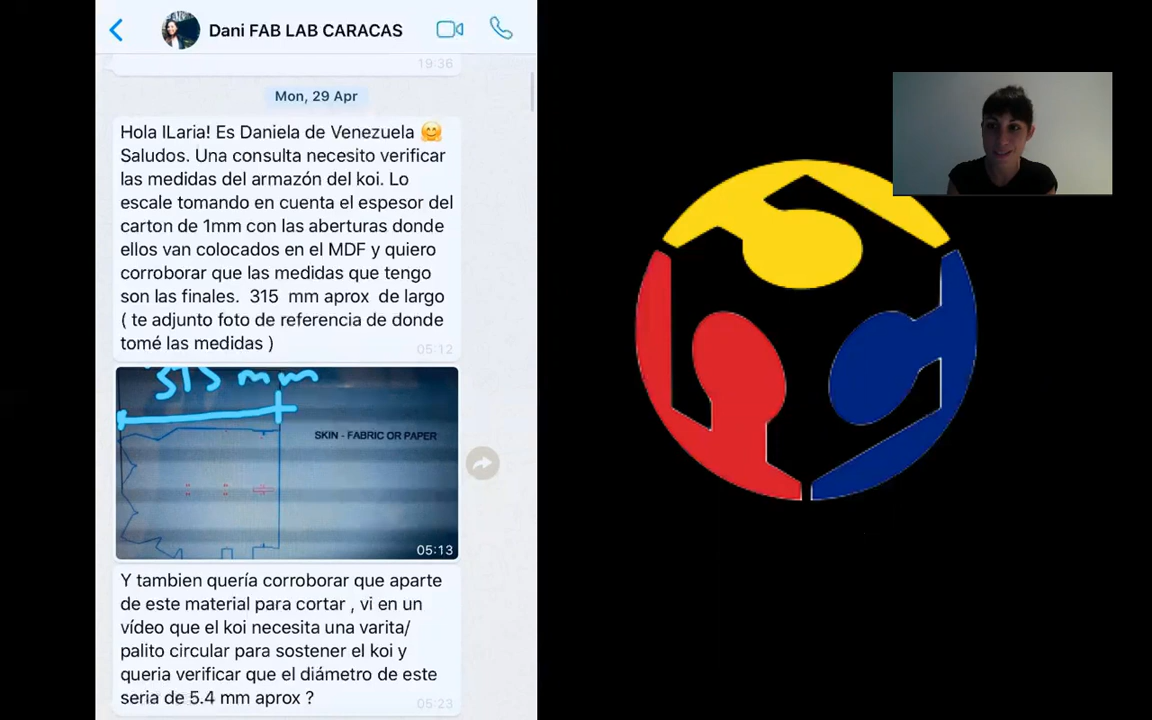 Dani FAB LAB CARACAS
19:36
Mon, 29 Apr
Hola ILaria! Es Daniela de Venezuela 🤗
Saludos. Una consulta necesito verificar
las medidas del armazón del koi. Lo
escale tomando en cuenta el espesor del
carton de 1mm con las aberturas donde
ellos van colocados en el MDF y quiero
corroborar que las medidas que tengo
son las finales.  315  mm aprox  de largo
( te adjunto foto de referencia de donde
tomé las medidas )
05:12
315 mm
SKIN - FABRIC OR PAPER
05:13
Y tambien quería corroborar que aparte
de este material para cortar , vi en un
vídeo que el koi necesita una varita/
palito circular para sostener el koi y
queria verificar que el diámetro de este
seria de 5.4 mm aprox ?
05:23